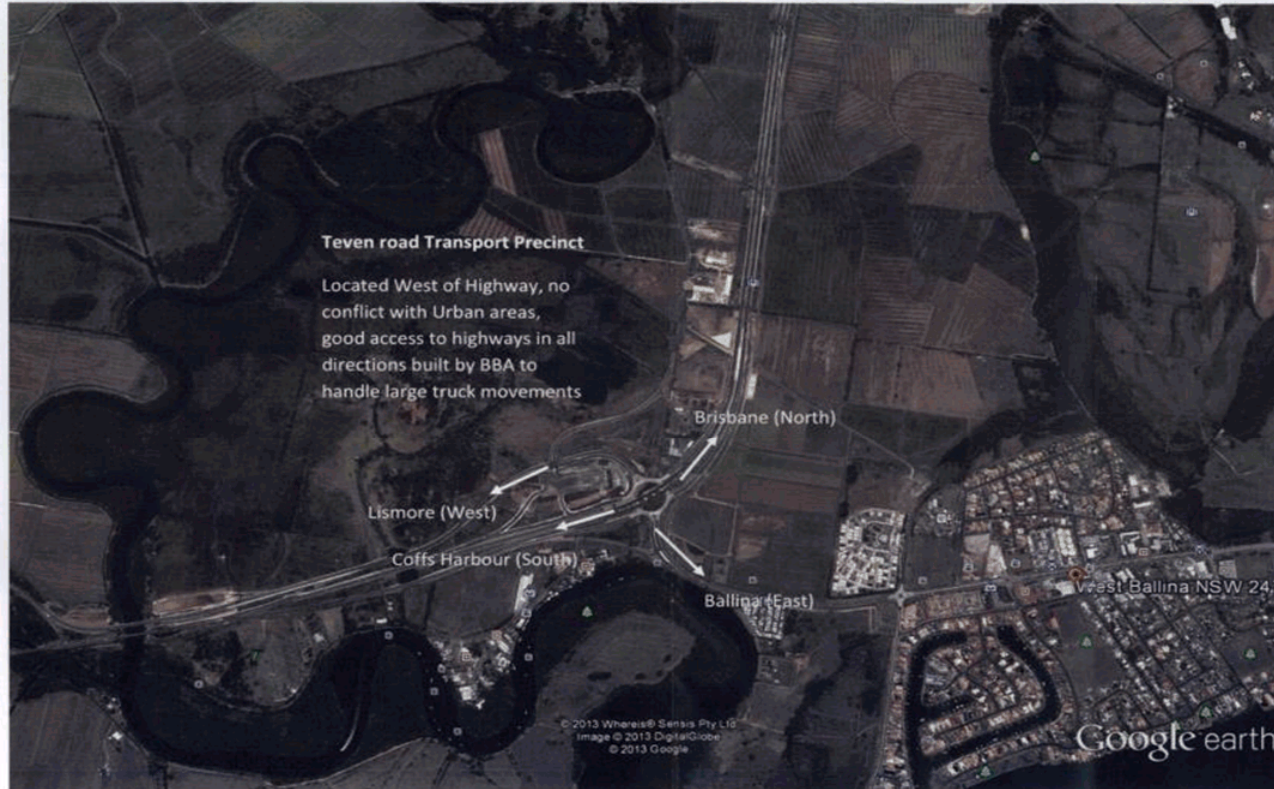 Teven road Transport Precinct
Located West of Highway, no
conflict with Urban areas,
good access to highways in all
directions built by BBA to
handle large truck movements
Brisbane (North)
Lismore (West)
Coffs Harbour (South)
Ballina (East)
West Ballina NSW 24
© 2013 Whereis® Sensis Pty Ltd
Image © 2013 DigitalGlobe
© 2013 Google
Google earth